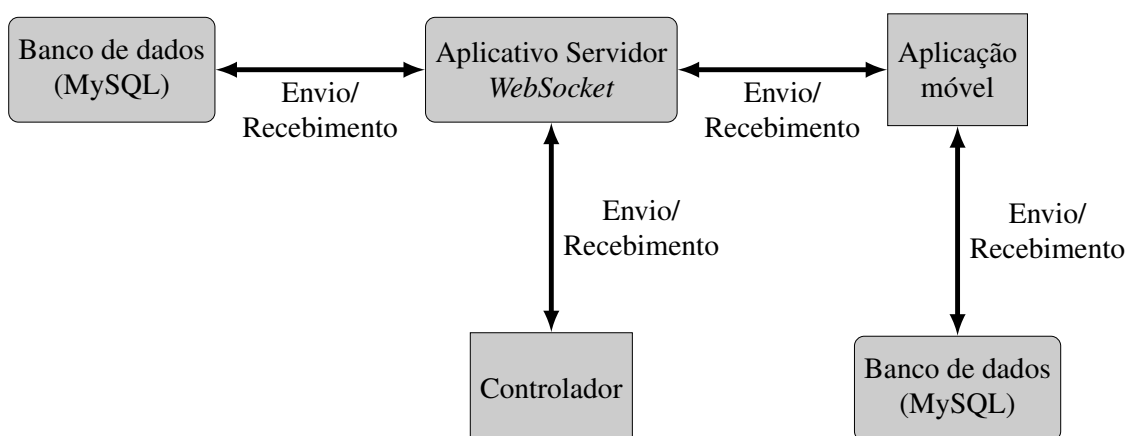 Banco de dados
(MySQL)
Envio/
Recebimento
Aplicativo Servidor
WebSocket
Envio/
Recebimento
Aplicação
móvel
Envio/
Recebimento
Envio/
Recebimento
Controlador
Banco de dados
(MySQL)